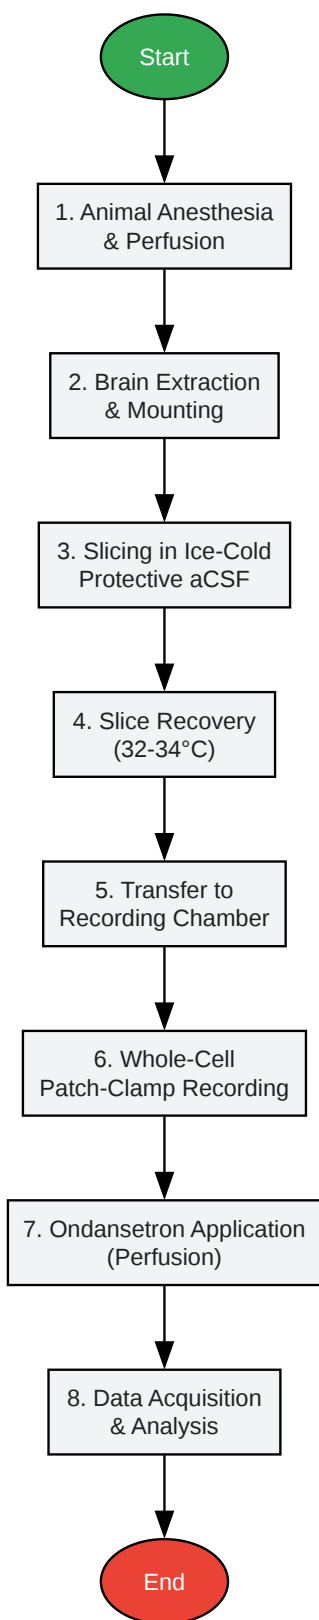 Start
1. Animal Anesthesia
& Perfusion
2. Brain Extraction
& Mounting
3. Slicing in Ice-Cold
Protective aCSF
4. Slice Recovery
(32-34°C)
5. Transfer to
Recording Chamber
6. Whole-Cell
Patch-Clamp Recording
7. Ondansetron Application
(Perfusion)
8. Data Acquisition
& Analysis
End